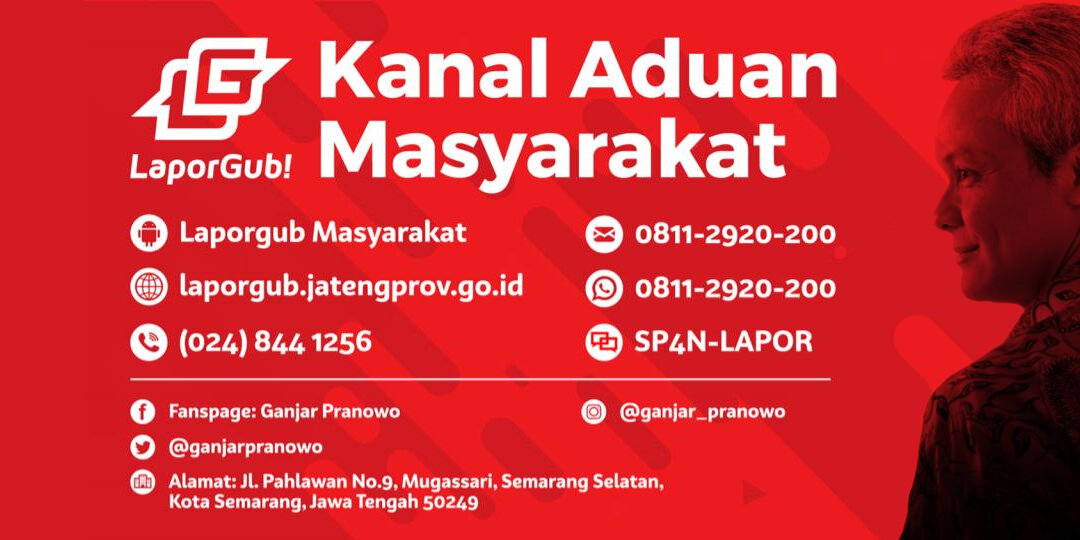 LaporGub!
Kanal Aduan
Masyarakat
Laporgub Masyarakat
laporgub.jatengprov.go.id
(024) 844 1256
0811-2920-200
0811-2920-200
SP4N-LAPOR
Fanspage: Ganjar Pranowo
@ganjar_pranowo
@ganjarpranowo
Alamat: Jl. Pahlawan No.9, Mugassari, Semarang Selatan,
Kota Semarang, Jawa Tengah 50249